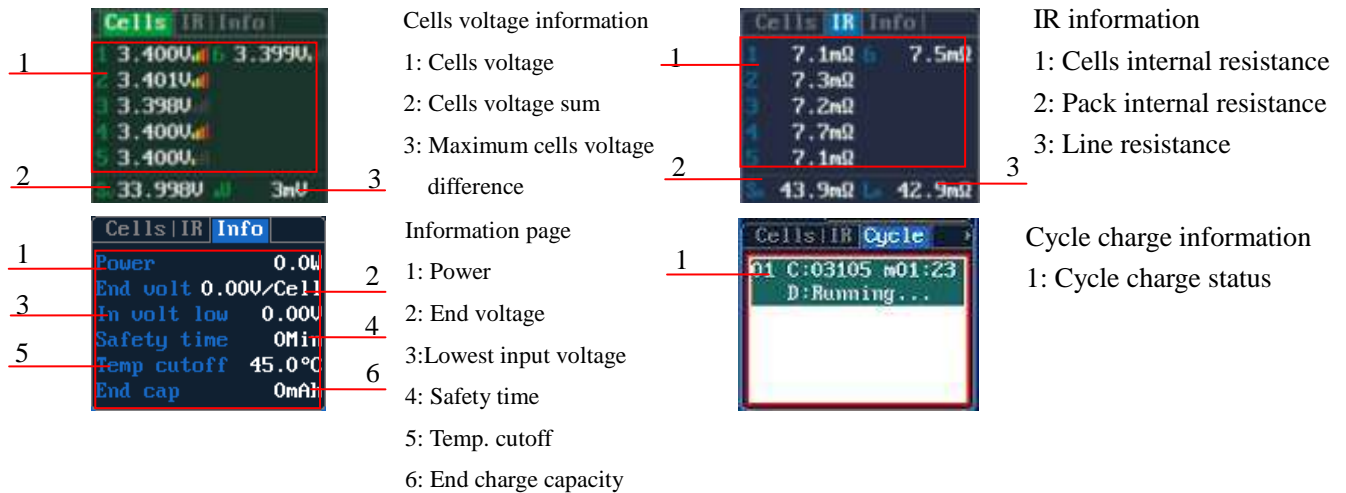 Cells IR Info
1 3.400V 6 3.399V
2 3.401V
3 3.398V
4 3.400V
5 3.400V
33.998V 3mV
1
2
3
Cells voltage information
1: Cells voltage
2: Cells voltage sum
3: Maximum cells voltage
difference
Cells IR Info
1 7.1mΩ 6 7.5mΩ
2 7.3mΩ
3 7.2mΩ
4 7.7mΩ
5 7.1mΩ
43.9mΩ 42.9mΩ
1
2
3
IR information
1: Cells internal resistance
2: Pack internal resistance
3: Line resistance
Cells IR Info
Power 0.0W
End volt 0.00V/Cell
In volt low 0.00V
Safety time 0Min
Temp cutoff 45.0°C
End cap 0mAh
1
2
3
4
5
6
Information page
1: Power
2: End voltage
3:Lowest input voltage
4: Safety time
5: Temp. cutoff
6: End charge capacity
Cells IR Cycle
01 C:03105 m01:23
D:Running...
1
Cycle charge information
1: Cycle charge status